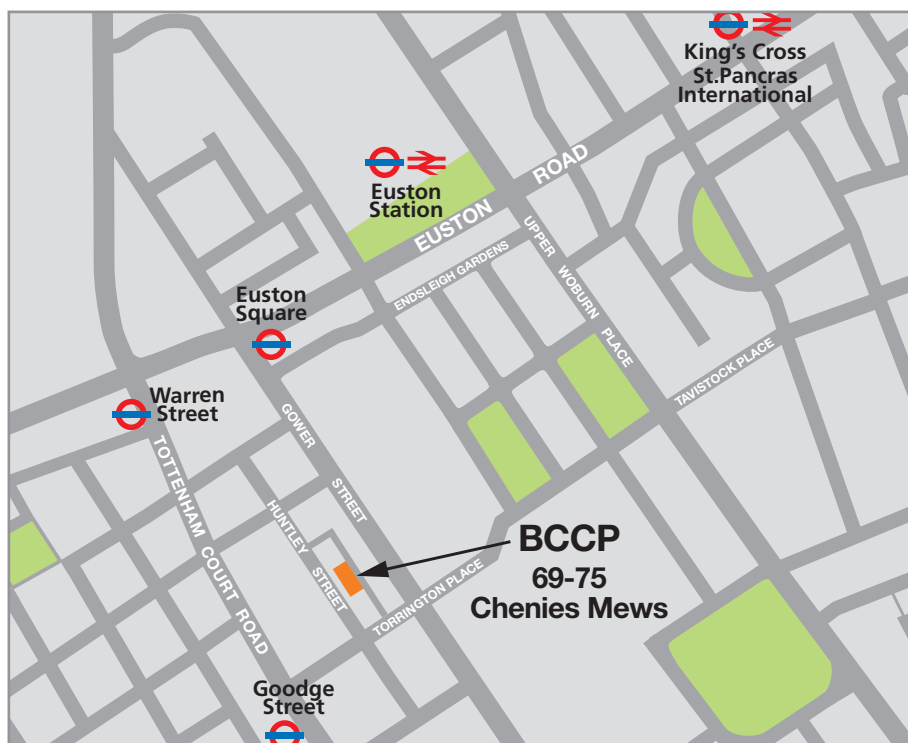 King's Cross
St.Pancras
International
Euston
Station
EUSTON ROAD
UPPER WOBURN PLACE
ENDSLEIGH GARDENS
Euston
Square
TAVISTOCK PLACE
Warren
Street
GOWER STREET
TOTTENHAM COURT ROAD
HUNTLEY STREET
BCCP
69-75
Chenies Mews
TORRINGTON PLACE
Goodge
Street